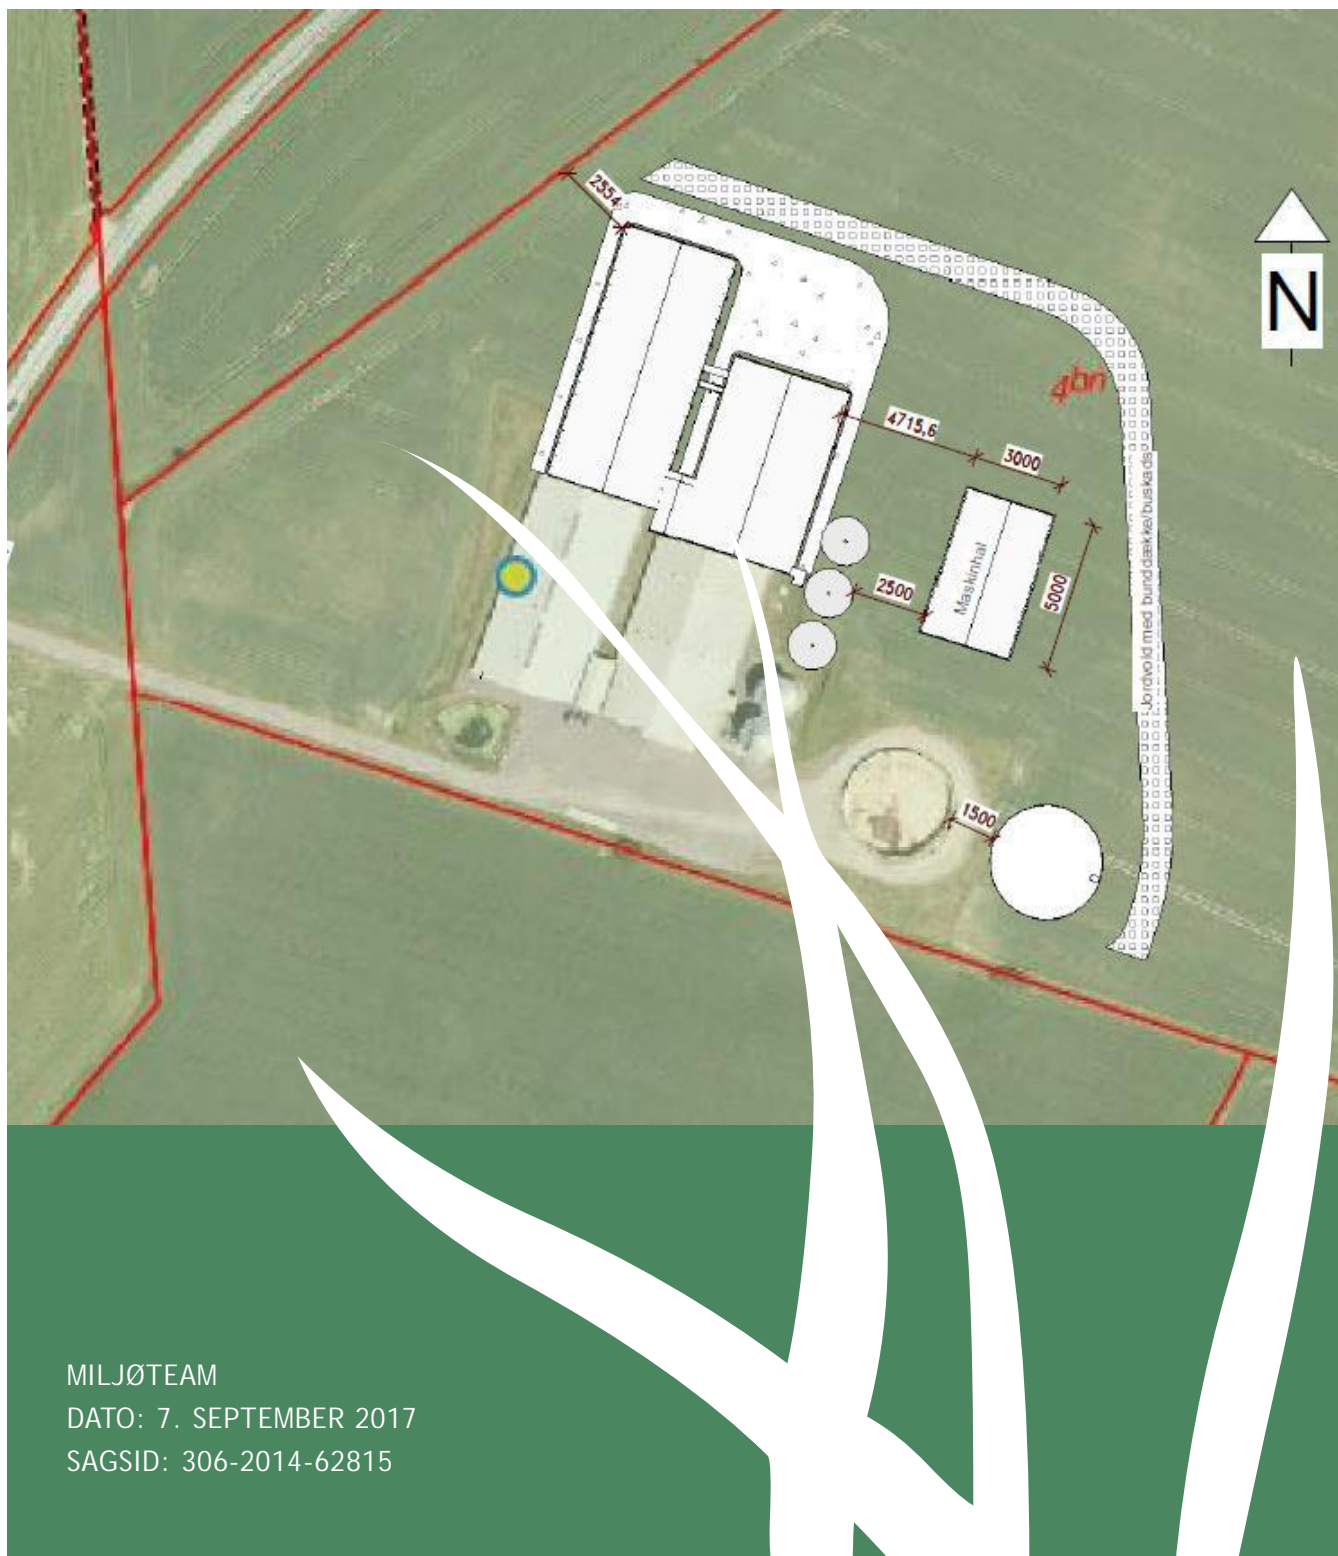 2554
N
4bn
4715,6
3000
Maskinhal
2500
5000
Jordvold med bunddække/buskads
1500
MILJØTEAM
DATO: 7. SEPTEMBER 2017
SAGSID: 306-2014-62815